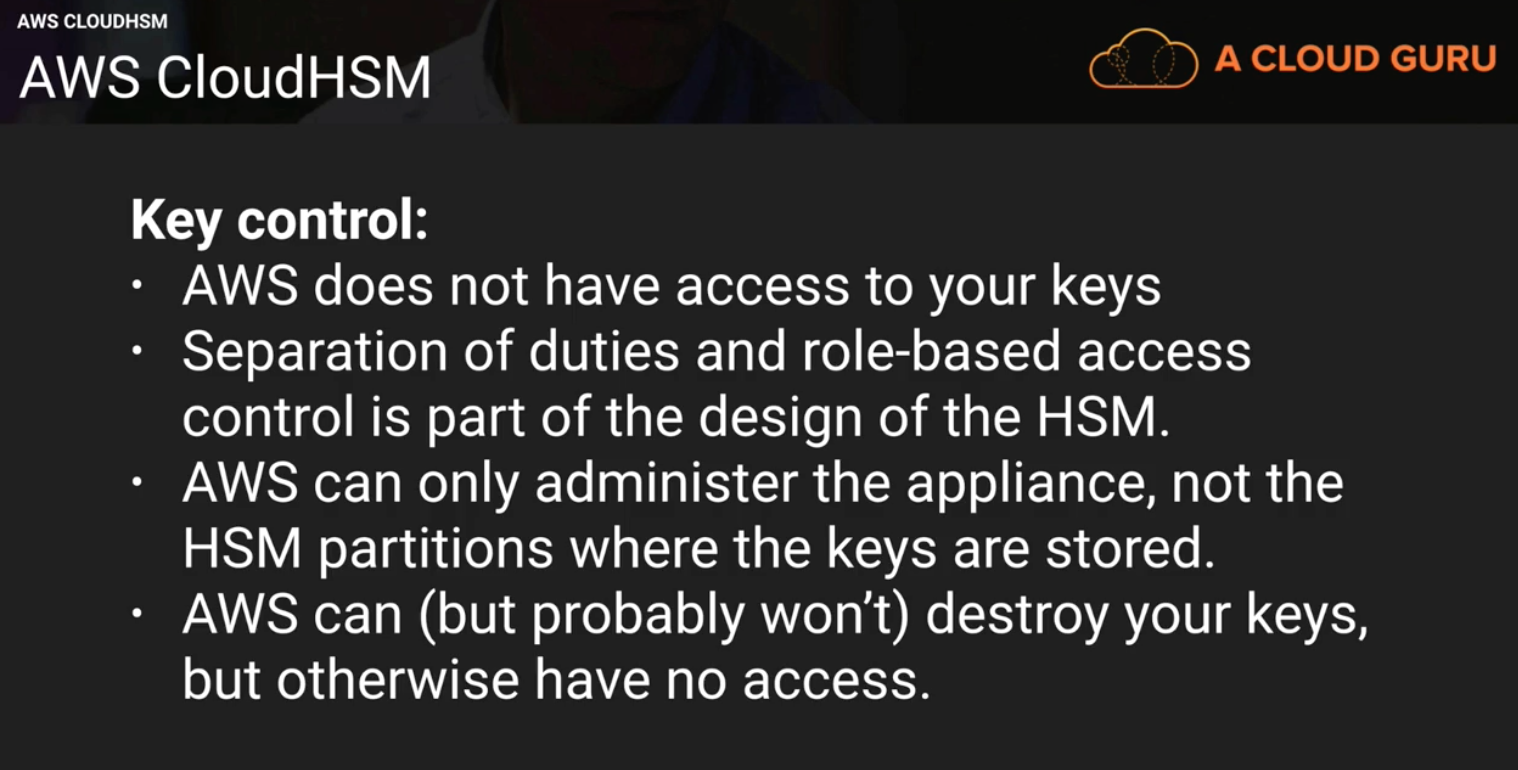 AWS CLOUDHSM
AWS CloudHSM
A CLOUD GURU
Key control:
• AWS does not have access to your keys
• Separation of duties and role-based access
control is part of the design of the HSM.
• AWS can only administer the appliance, not the
HSM partitions where the keys are stored.
• AWS can (but probably won’t) destroy your keys,
but otherwise have no access.